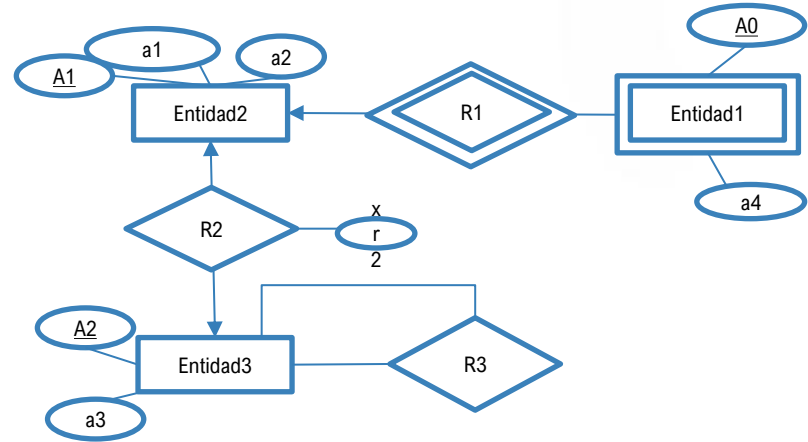 A0
a1
a2
A1
Entidad2
R1
Entidad1
a4
x
r
2
R2
A2
Entidad3
R3
a3